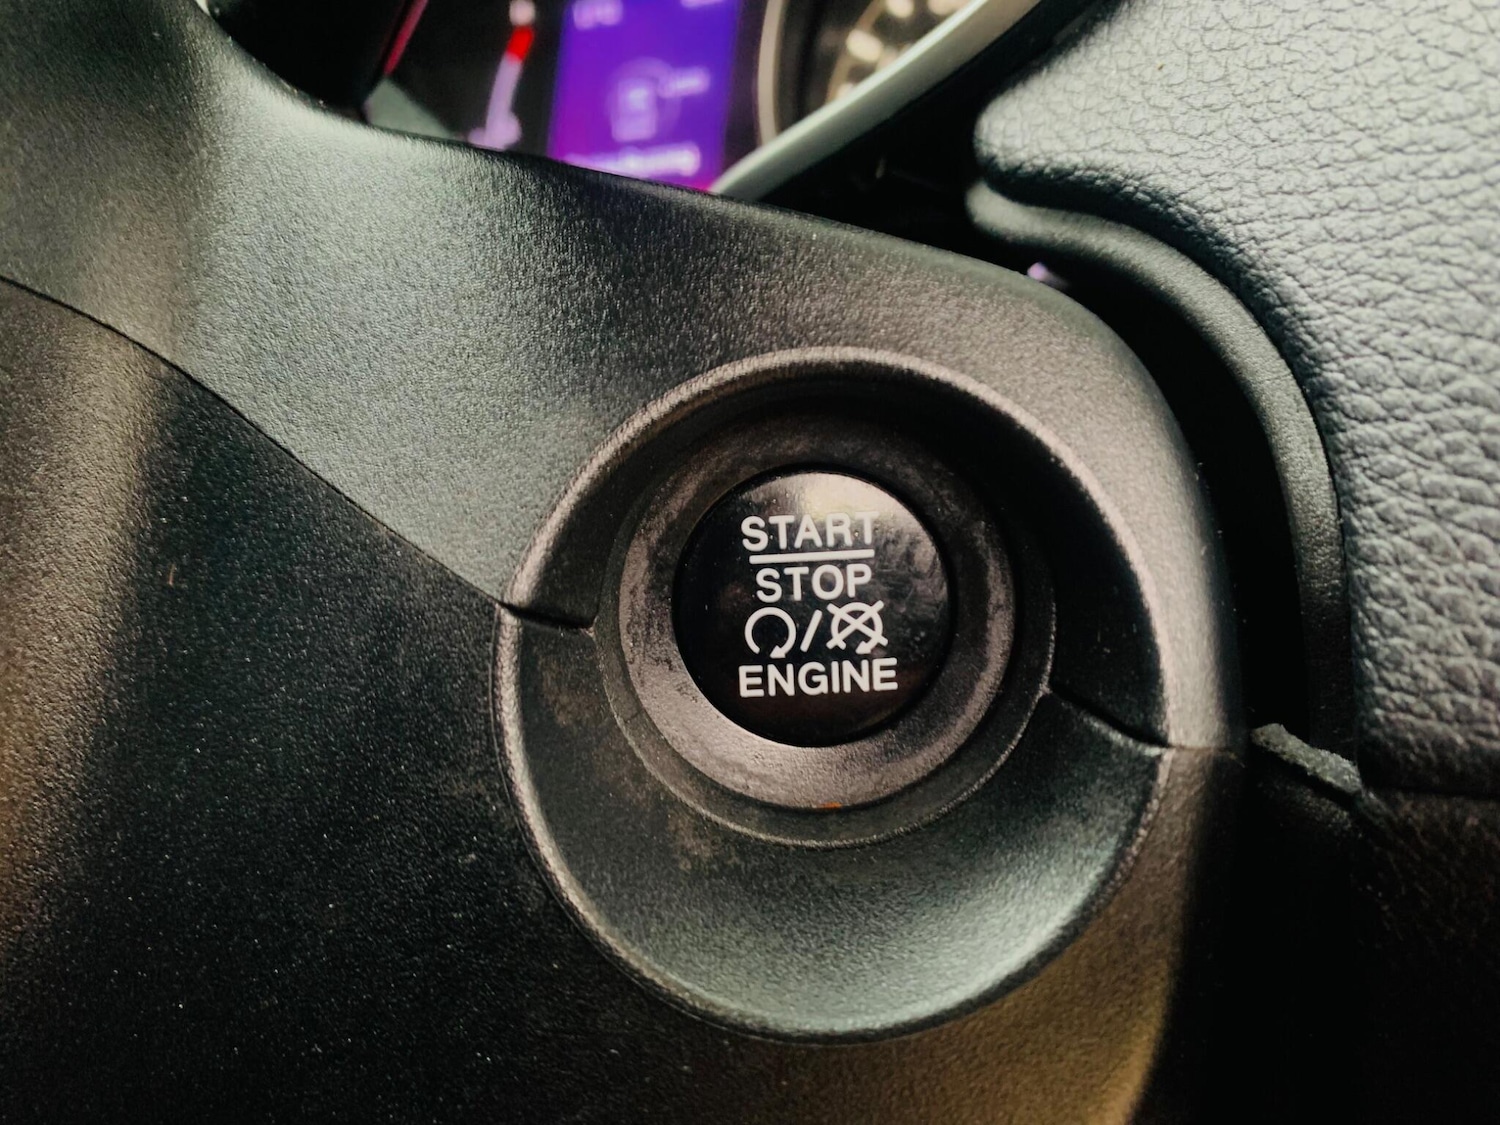 START
STOP
/
ENGINE